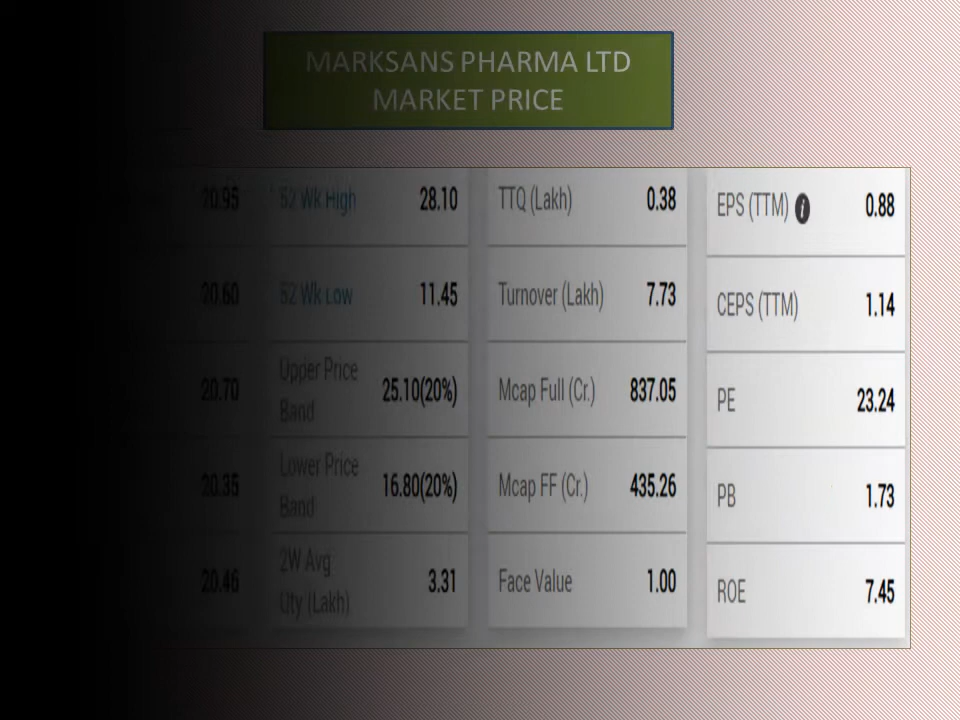 MARKSANS PHARMA LTD
MARKET PRICE
20.95
52 Wk High 28.10
TTQ (Lakh) 0.38
EPS (TTM) i 0.88
20.60
52 Wk Low 11.45
Turnover (Lakh) 7.73
CEPS (TTM) 1.14
20.70
Upper Price
Band 25.10(20%)
Mcap Full (Cr.) 837.05
PE 23.24
20.35
Lower Price
Band 16.80(20%)
Mcap FF (Cr.) 435.26
PB 1.73
20.46
2W Avg
Qty (Lakh) 3.31
Face Value 1.00
ROE 7.45